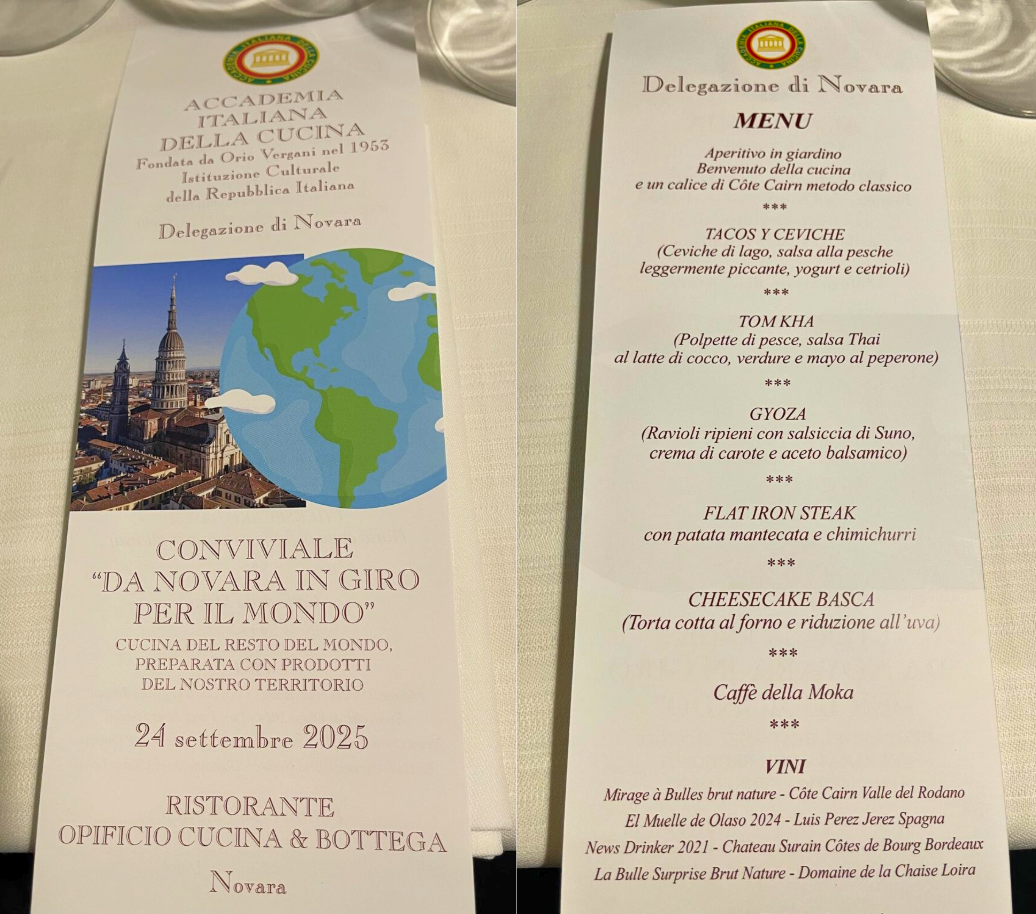 ACCADEMIA ITALIANA DELLA CUCINA
ACCADEMIA
ITALIANA
DELLA CUCINA
Fondata da Orio Vergani nel 1953
Istituzione Culturale
della Repubblica Italiana
Delegazione di Novara
CONVIVIALE
“DA NOVARA IN GIRO
PER IL MONDO”
CUCINA DEL RESTO DEL MONDO,
PREPARATA CON PRODOTTI
DEL NOSTRO TERRITORIO
24 settembre 2025
RISTORANTE
OPIFICIO CUCINA & BOTTEGA
Novara
ACCADEMIA ITALIANA DELLA CUCINA
Delegazione di Novara
MENU
Aperitivo in giardino
Benvenuto della cucina
e un calice di Côte Cairn metodo classico
***
TACOS Y CEVICHE
(Ceviche di lago, salsa alla pesche
leggermente piccante, yogurt e cetrioli)
***
TOM KHA
(Polpette di pesce, salsa Thai
al latte di cocco, verdure e mayo al peperone)
***
GYOZA
(Ravioli ripieni con salsiccia di Suno,
crema di carote e aceto balsamico)
***
FLAT IRON STEAK
con patata mantecata e chimichurri
***
CHEESECAKE BASCA
(Torta cotta al forno e riduzione all’uva)
***
Caffè della Moka
***
VINI
Mirage à Bulles brut nature - Côte Cairn Valle del Rodano
El Muelle de Olaso 2024 - Luis Perez Jerez Spagna
News Drinker 2021 - Chateau Surain Côtes de Bourg Bordeaux
La Bulle Surprise Brut Nature - Domaine de la Chaise Loira